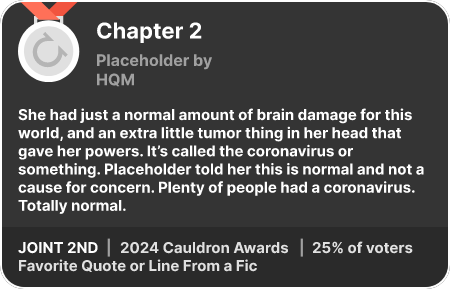 Chapter 2
Placeholder by
HQM
She had just a normal amount of brain damage for this
world, and an extra little tumor thing in her head that
gave her powers. It's called the coronavirus or
something. Placeholder told her this is normal and not a
cause for concern. Plenty of people had a coronavirus.
Totally normal.
JOINT 2ND | 2024 Cauldron Awards | 25% of voters
Favorite Quote or Line From a Fic